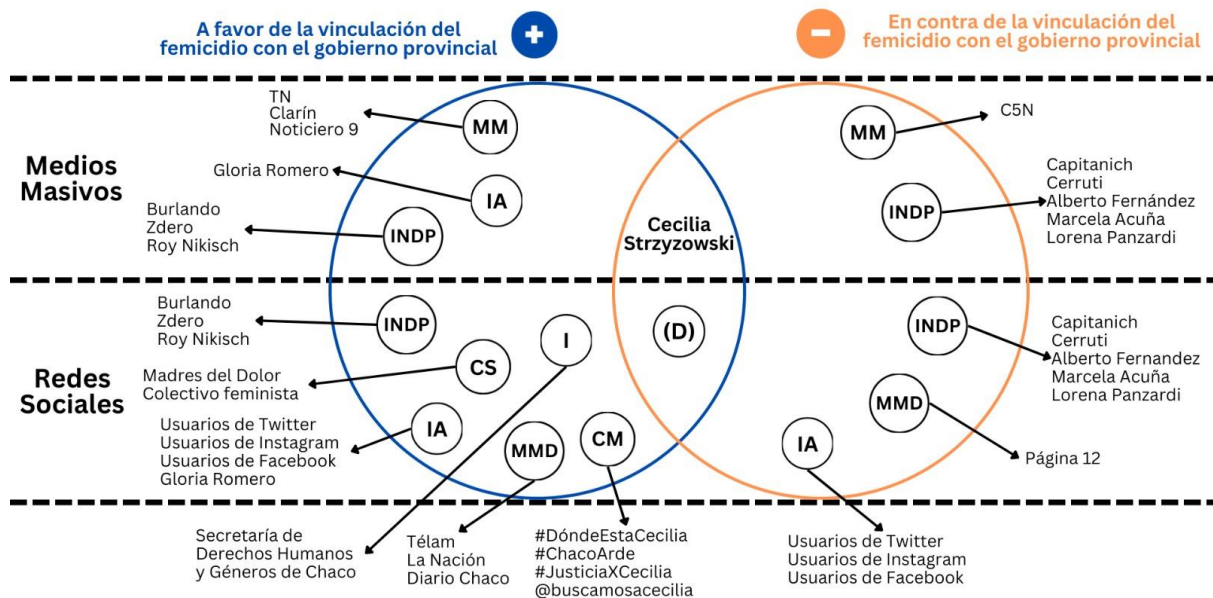 A favor de la vinculación del
femicidio con el gobierno provincial
+
En contra de la vinculación del
femicidio con el gobierno provincial
Medios
Masivos
TN
Clarín
Noticiero 9
MM
Gloria Romero
IA
Burlando
Zdero
Roy Nikisch
INDP
Cecilia
Strzyzowski
MM
C5N
INDP
Capitanich
Cerruti
Alberto Fernández
Marcela Acuña
Lorena Panzardi
Redes
Sociales
Burlando
Zdero
Roy Nikisch
INDP
I
(D)
Madres del Dolor
Colectivo feminista
CS
Usuarios de Twitter
Usuarios de Instagram
Usuarios de Facebook
Gloria Romero
IA
MMD
CM
INDP
Capitanich
Cerruti
Alberto Fernandez
Marcela Acuña
Lorena Panzardi
MMD
Página 12
IA
Secretaría de
Derechos Humanos
y Géneros de Chaco
Télam
La Nación
Diario Chaco
#DóndeEstaCecilia
#ChacoArde
#JusticiaXCecilia
@buscamosacecilia
Usuarios de Twitter
Usuarios de Instagram
Usuarios de Facebook